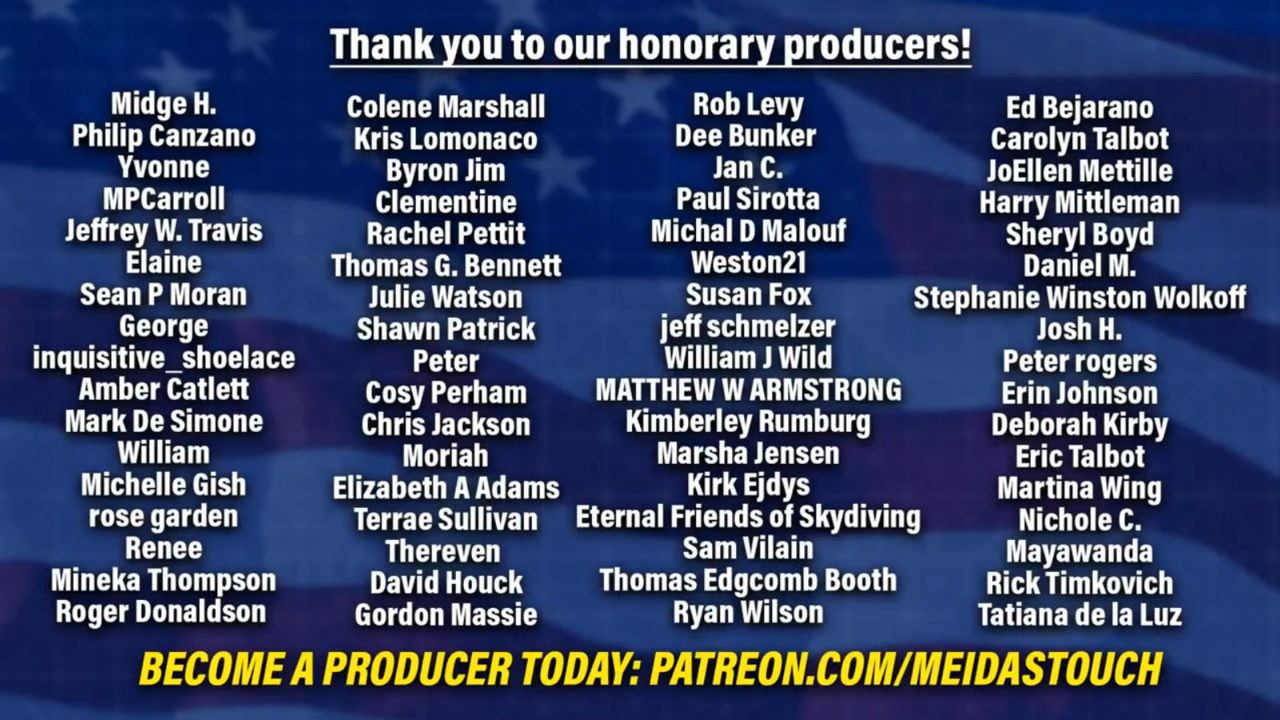 Thank you to our honorary producers!
Midge H.
Philip Canzano
Yvonne
MPCarroll
Jeffrey W. Travis
Elaine
Sean P Moran
George
inquisitive_shoelace
Amber Catlett
Mark De Simone
William
Michelle Gish
rose garden
Renee
Mineka Thompson
Roger Donaldson
Colene Marshall
Kris Lomonaco
Byron Jim
Clementine
Rachel Pettit
Thomas G. Bennett
Julie Watson
Shawn Patrick
Peter
Cosy Perham
Chris Jackson
Moriah
Elizabeth A Adams
Terrae Sullivan
Thereven
David Houck
Gordon Massie
Rob Levy
Dee Bunker
Jan C.
Paul Sirotta
Michal D Malouf
Weston21
Susan Fox
jeff schmelzer
William J Wild
MATTHEW W ARMSTRONG
Kimberley Rumburg
Marsha Jensen
Kirk Ejdys
Eternal Friends of Skydiving
Sam Vilain
Thomas Edgcomb Booth
Ryan Wilson
Ed Bejarano
Carolyn Talbot
JoEllen Mettille
Harry Mittleman
Sheryl Boyd
Daniel M.
Stephanie Winston Wolkoff
Josh H.
Peter rogers
Erin Johnson
Deborah Kirby
Eric Talbot
Martina Wing
Nichole C.
Mayawanda
Rick Timkovich
Tatiana de la Luz
BECOME A PRODUCER TODAY: PATREON.COM/MEIDASTOUCH